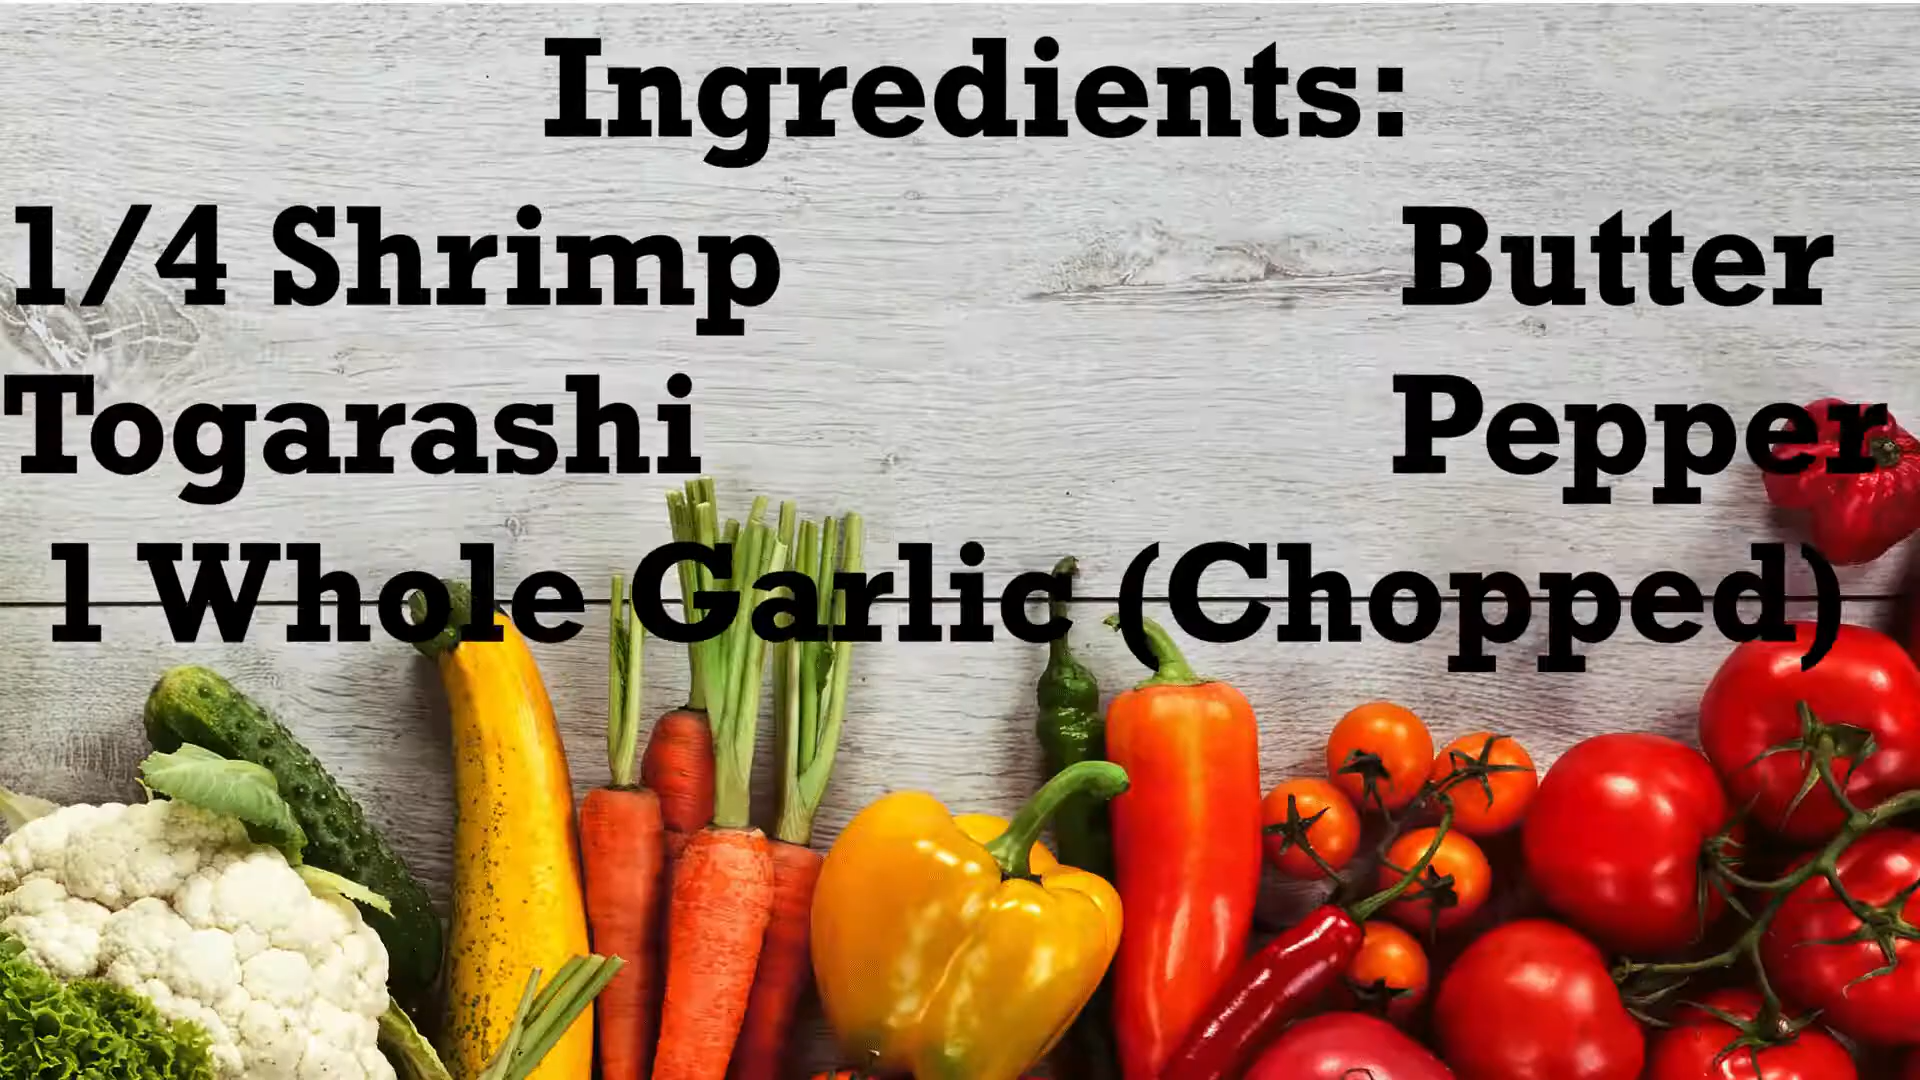 Ingredients:
1/4 Shrimp Butter
Togarashi Pepper
1 Whole Garlic (Chopped)